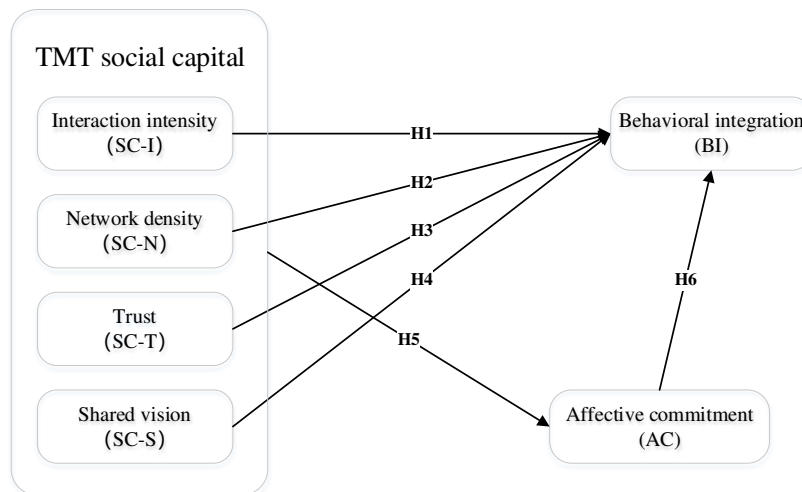 TMT social capital
Interaction intensity
(SC-I)
Network density
(SC-N)
Trust
(SC-T)
Shared vision
(SC-S)
H1
H2
H3
H4
H5
H6
Behavioral integration
(BI)
Affective commitment
(AC)